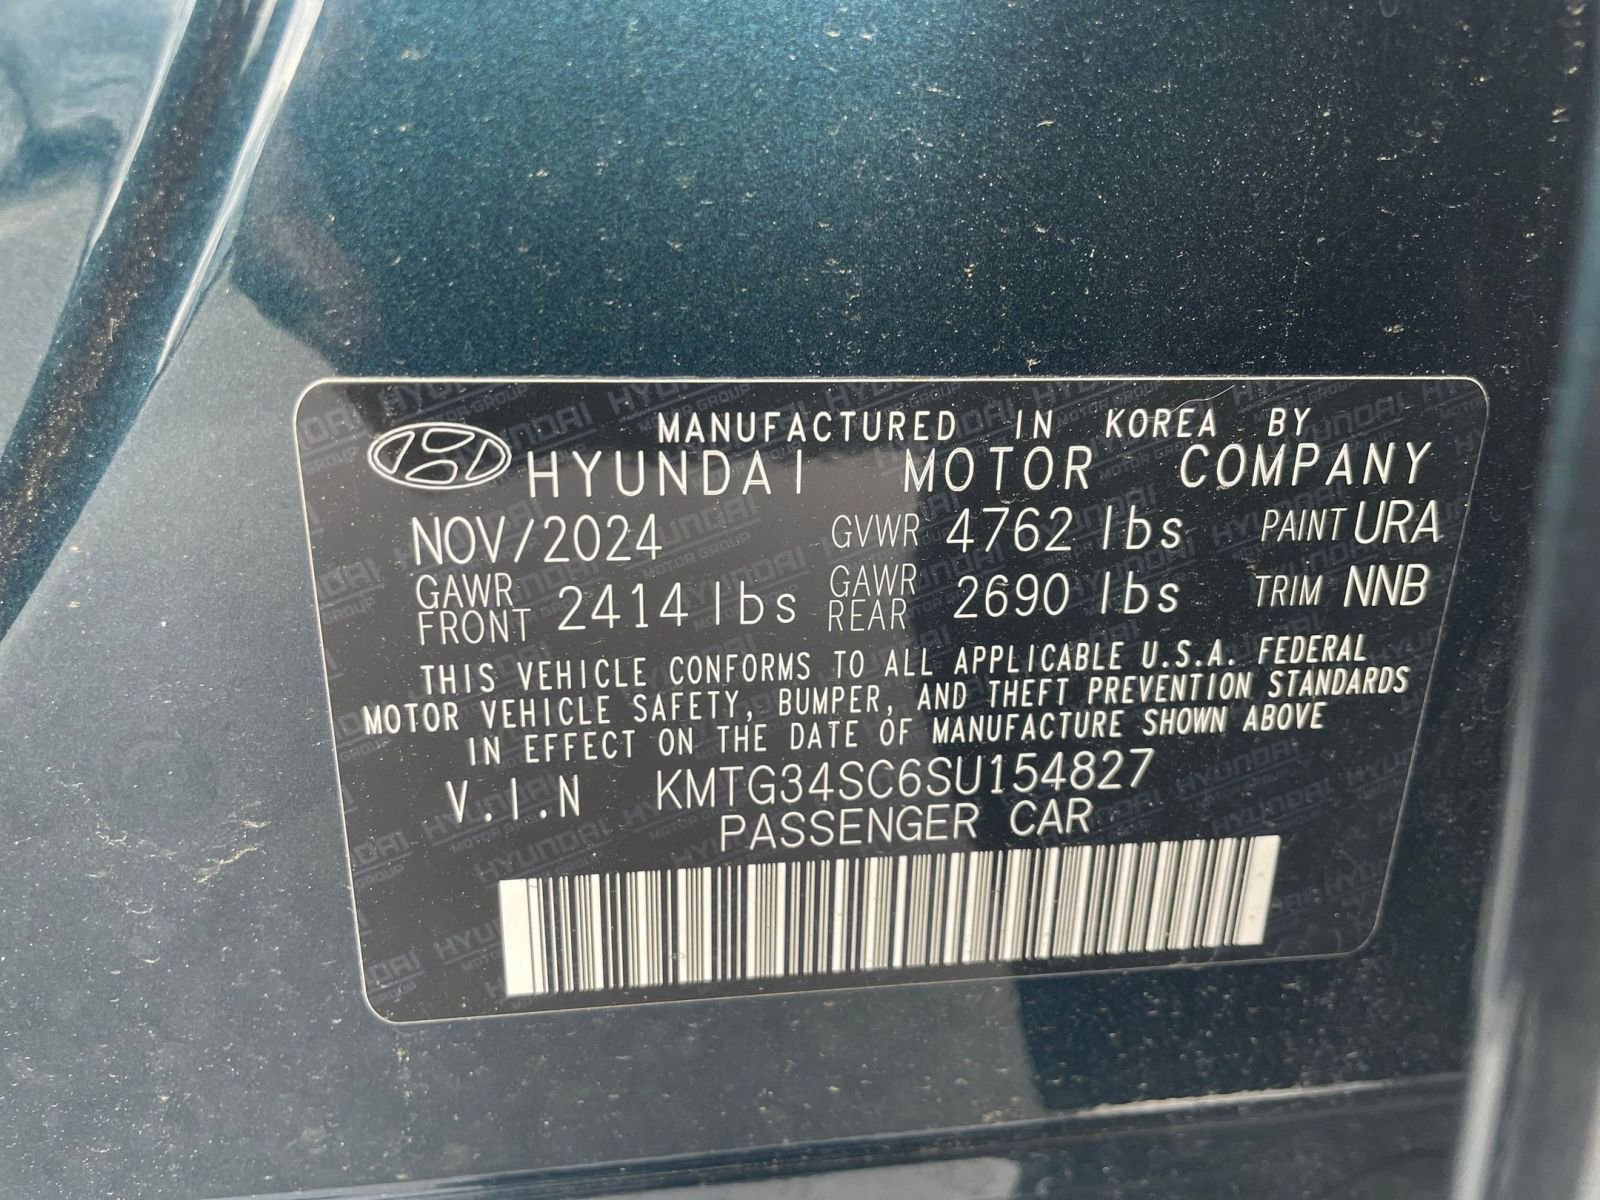 MANUFACTURED IN KOREA BY
HYUNDAI MOTOR COMPANY
NOV/2024 GVWR 4762 lbs PAINT URA
GAWR FRONT 2414 lbs GAWR REAR 2690 lbs TRIM NNB
THIS VEHICLE CONFORMS TO ALL APPLICABLE U.S.A. FEDERAL
MOTOR VEHICLE SAFETY, BUMPER, AND THEFT PREVENTION STANDARDS
IN EFFECT ON THE DATE OF MANUFACTURE SHOWN ABOVE
V.I.N KMTG34SC6SU154827
PASSENGER CAR